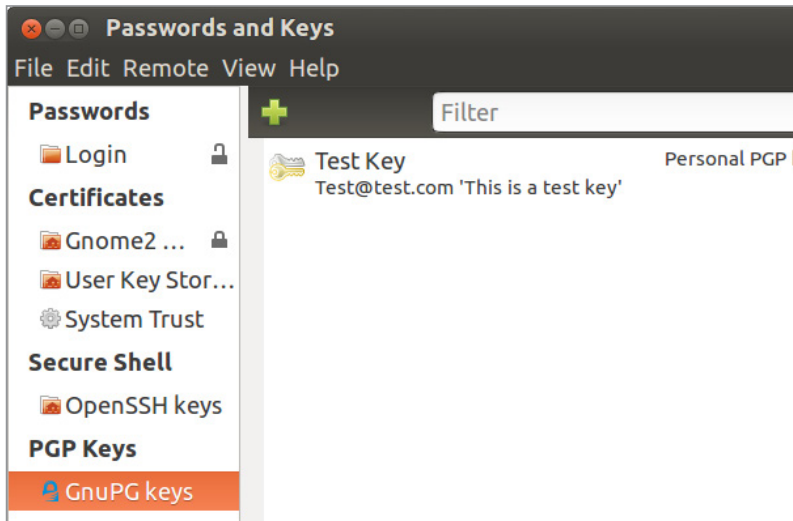 Passwords and Keys
File Edit Remote View Help
Passwords
Login
Certificates
Gnome2 ...
User Key Stor...
System Trust
Secure Shell
OpenSSH keys
PGP Keys
GnuPG keys
Filter
Test Key
Test@test.com 'This is a test key'
Personal PGP